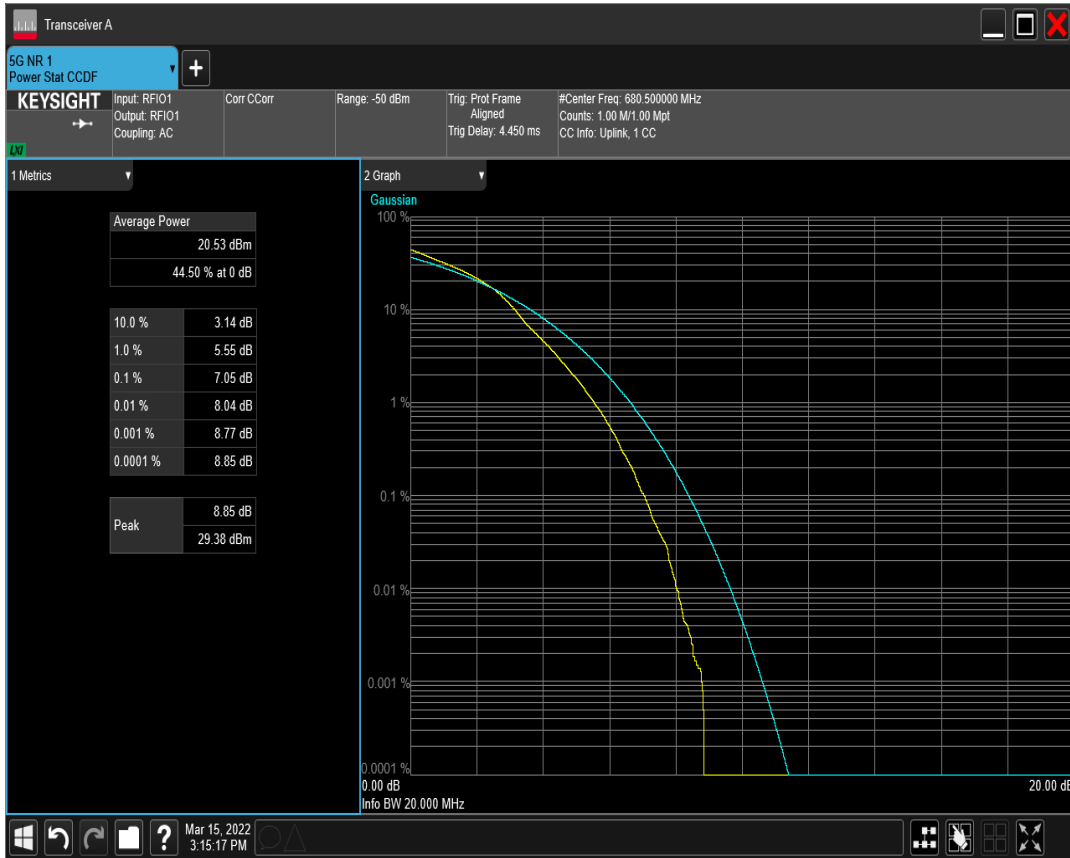 Transceiver A
5G NR 1
Power Stat CCDF
KEYSIGHT
LXI
Input: RFIO1
Output: RFIO1
Coupling: AC
Corr CCorr
Range: -50 dBm
Trig: Prot Frame
Aligned
Trig Delay: 4.450 ms
#Center Freq: 680.500000 MHz
Counts: 1.00 M/1.00 Mpt
CC Info: Uplink, 1 CC
1 Metrics
Average Power
20.53 dBm
44.50 % at 0 dB
10.0 % 3.14 dB
1.0 % 5.55 dB
0.1 % 7.05 dB
0.01 % 8.04 dB
0.001 % 8.77 dB
0.0001 % 8.85 dB
Peak
8.85 dB
29.38 dBm
2 Graph
Gaussian
100 %
10 %
1 %
0.1 %
0.01 %
0.001 %
0.0001 %
0.00 dB
20.00 dB
Info BW 20.000 MHz
?
Mar 15, 2022
3:15:17 PM